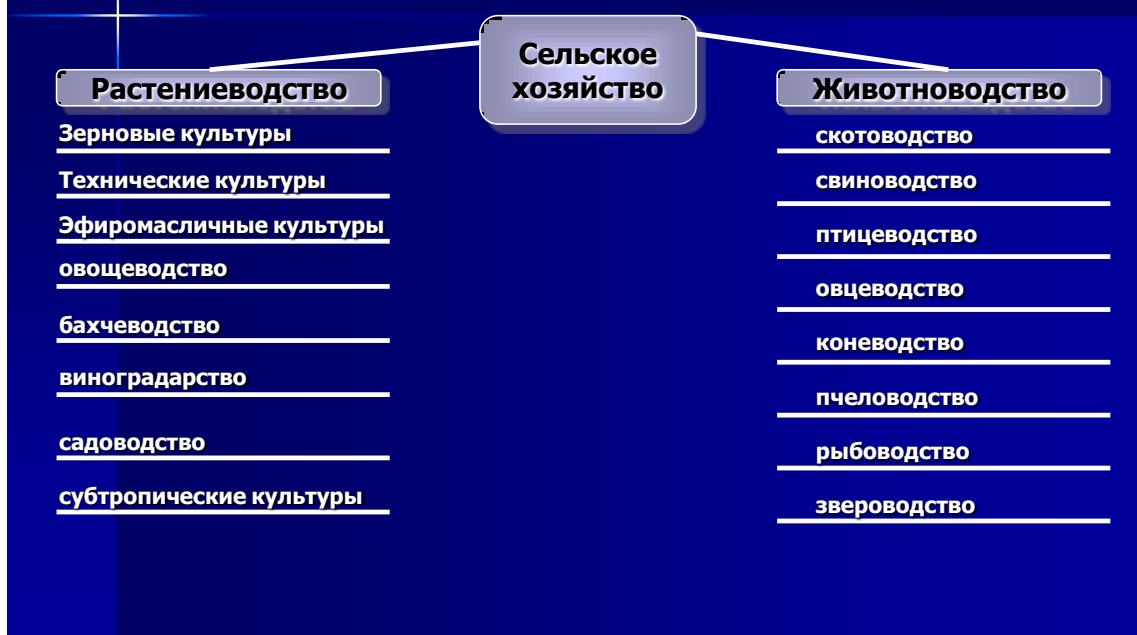 Сельское
хозяйство
Растениеводство
Зерновые культуры
Технические культуры
Эфиромасличные культуры
овощеводство
бахчеводство
виноградарство
садоводство
субтропические культуры
Животноводство
скотоводство
свиноводство
птицеводство
овцеводство
коневодство
пчеловодство
рыбоводство
звероводство